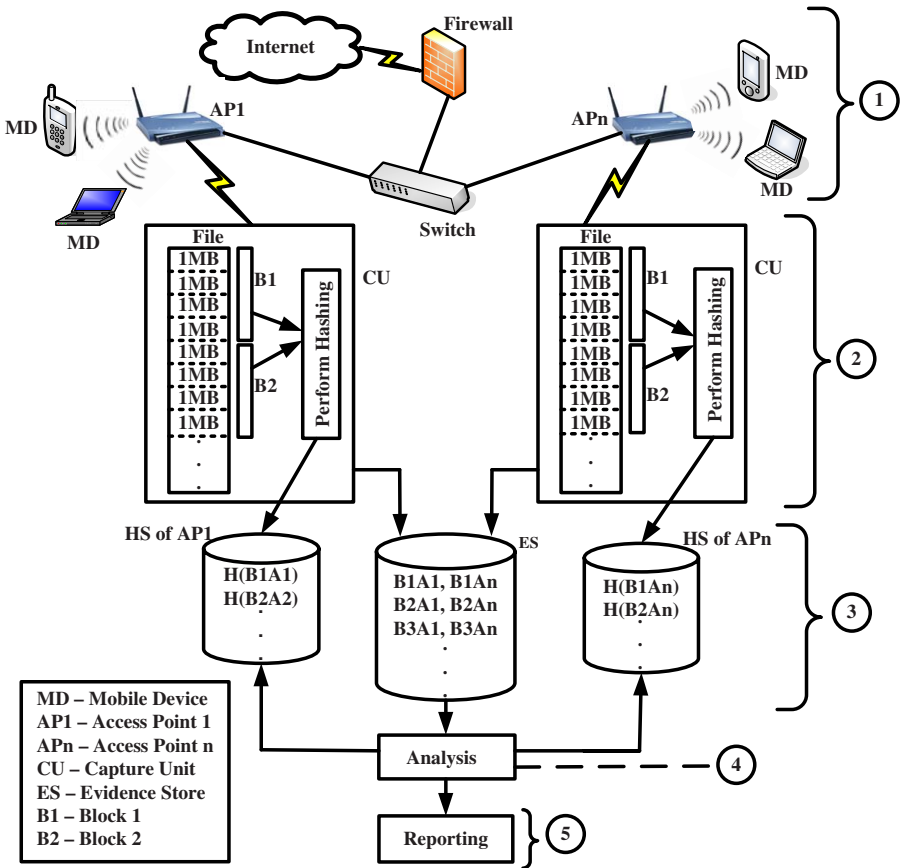 Internet
Firewall
MD
AP1
APn
MD
1
MD
MD
Switch
File
1MB
1MB
1MB
1MB
1MB
1MB
1MB
1MB
.
.
.
B1
B2
Perform Hashing
CU
File
1MB
1MB
1MB
1MB
1MB
1MB
1MB
1MB
.
.
.
B1
B2
Perform Hashing
CU
2
HS of AP1
H(B1A1)
H(B2A2)
.
.
.
ES
B1A1, B1An
B2A1, B2An
B3A1, B3An
.
.
.
HS of APn
H(B1An)
H(B2An)
.
.
.
3
MD – Mobile Device
AP1 – Access Point 1
APn – Access Point n
CU – Capture Unit
ES – Evidence Store
B1 – Block 1
B2 – Block 2
Analysis
4
Reporting
5